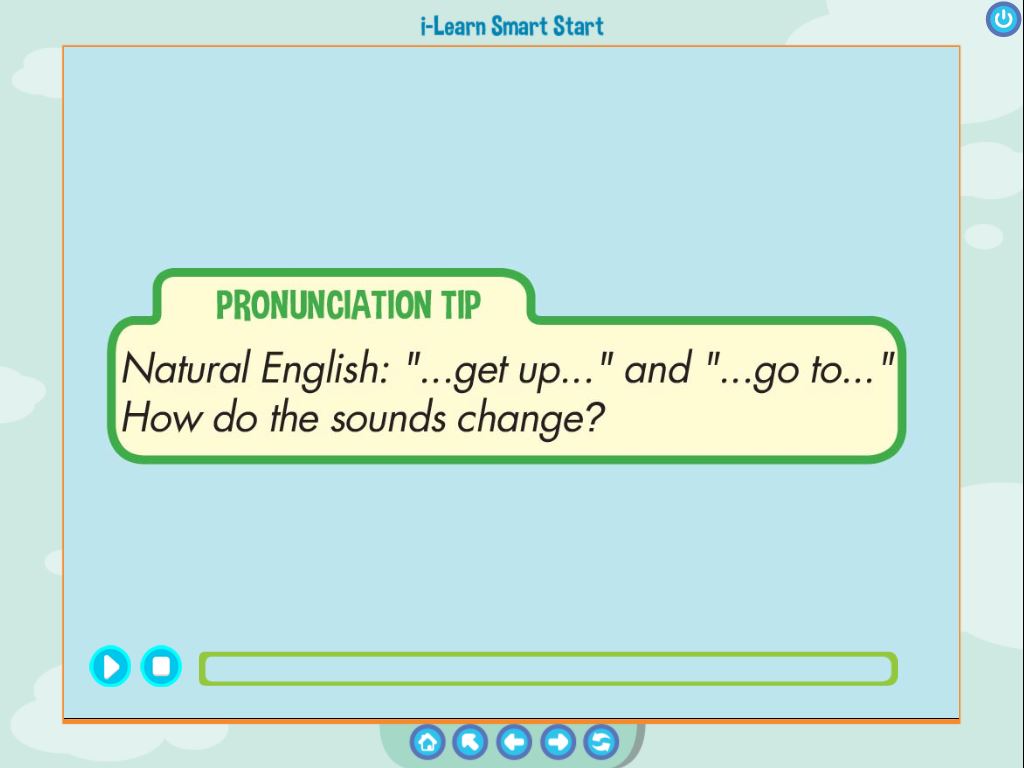 i-Learn Smart Start
PRONUNCIATION TIP
Natural English: "...get up..." and "...go to..."
How do the sounds change?